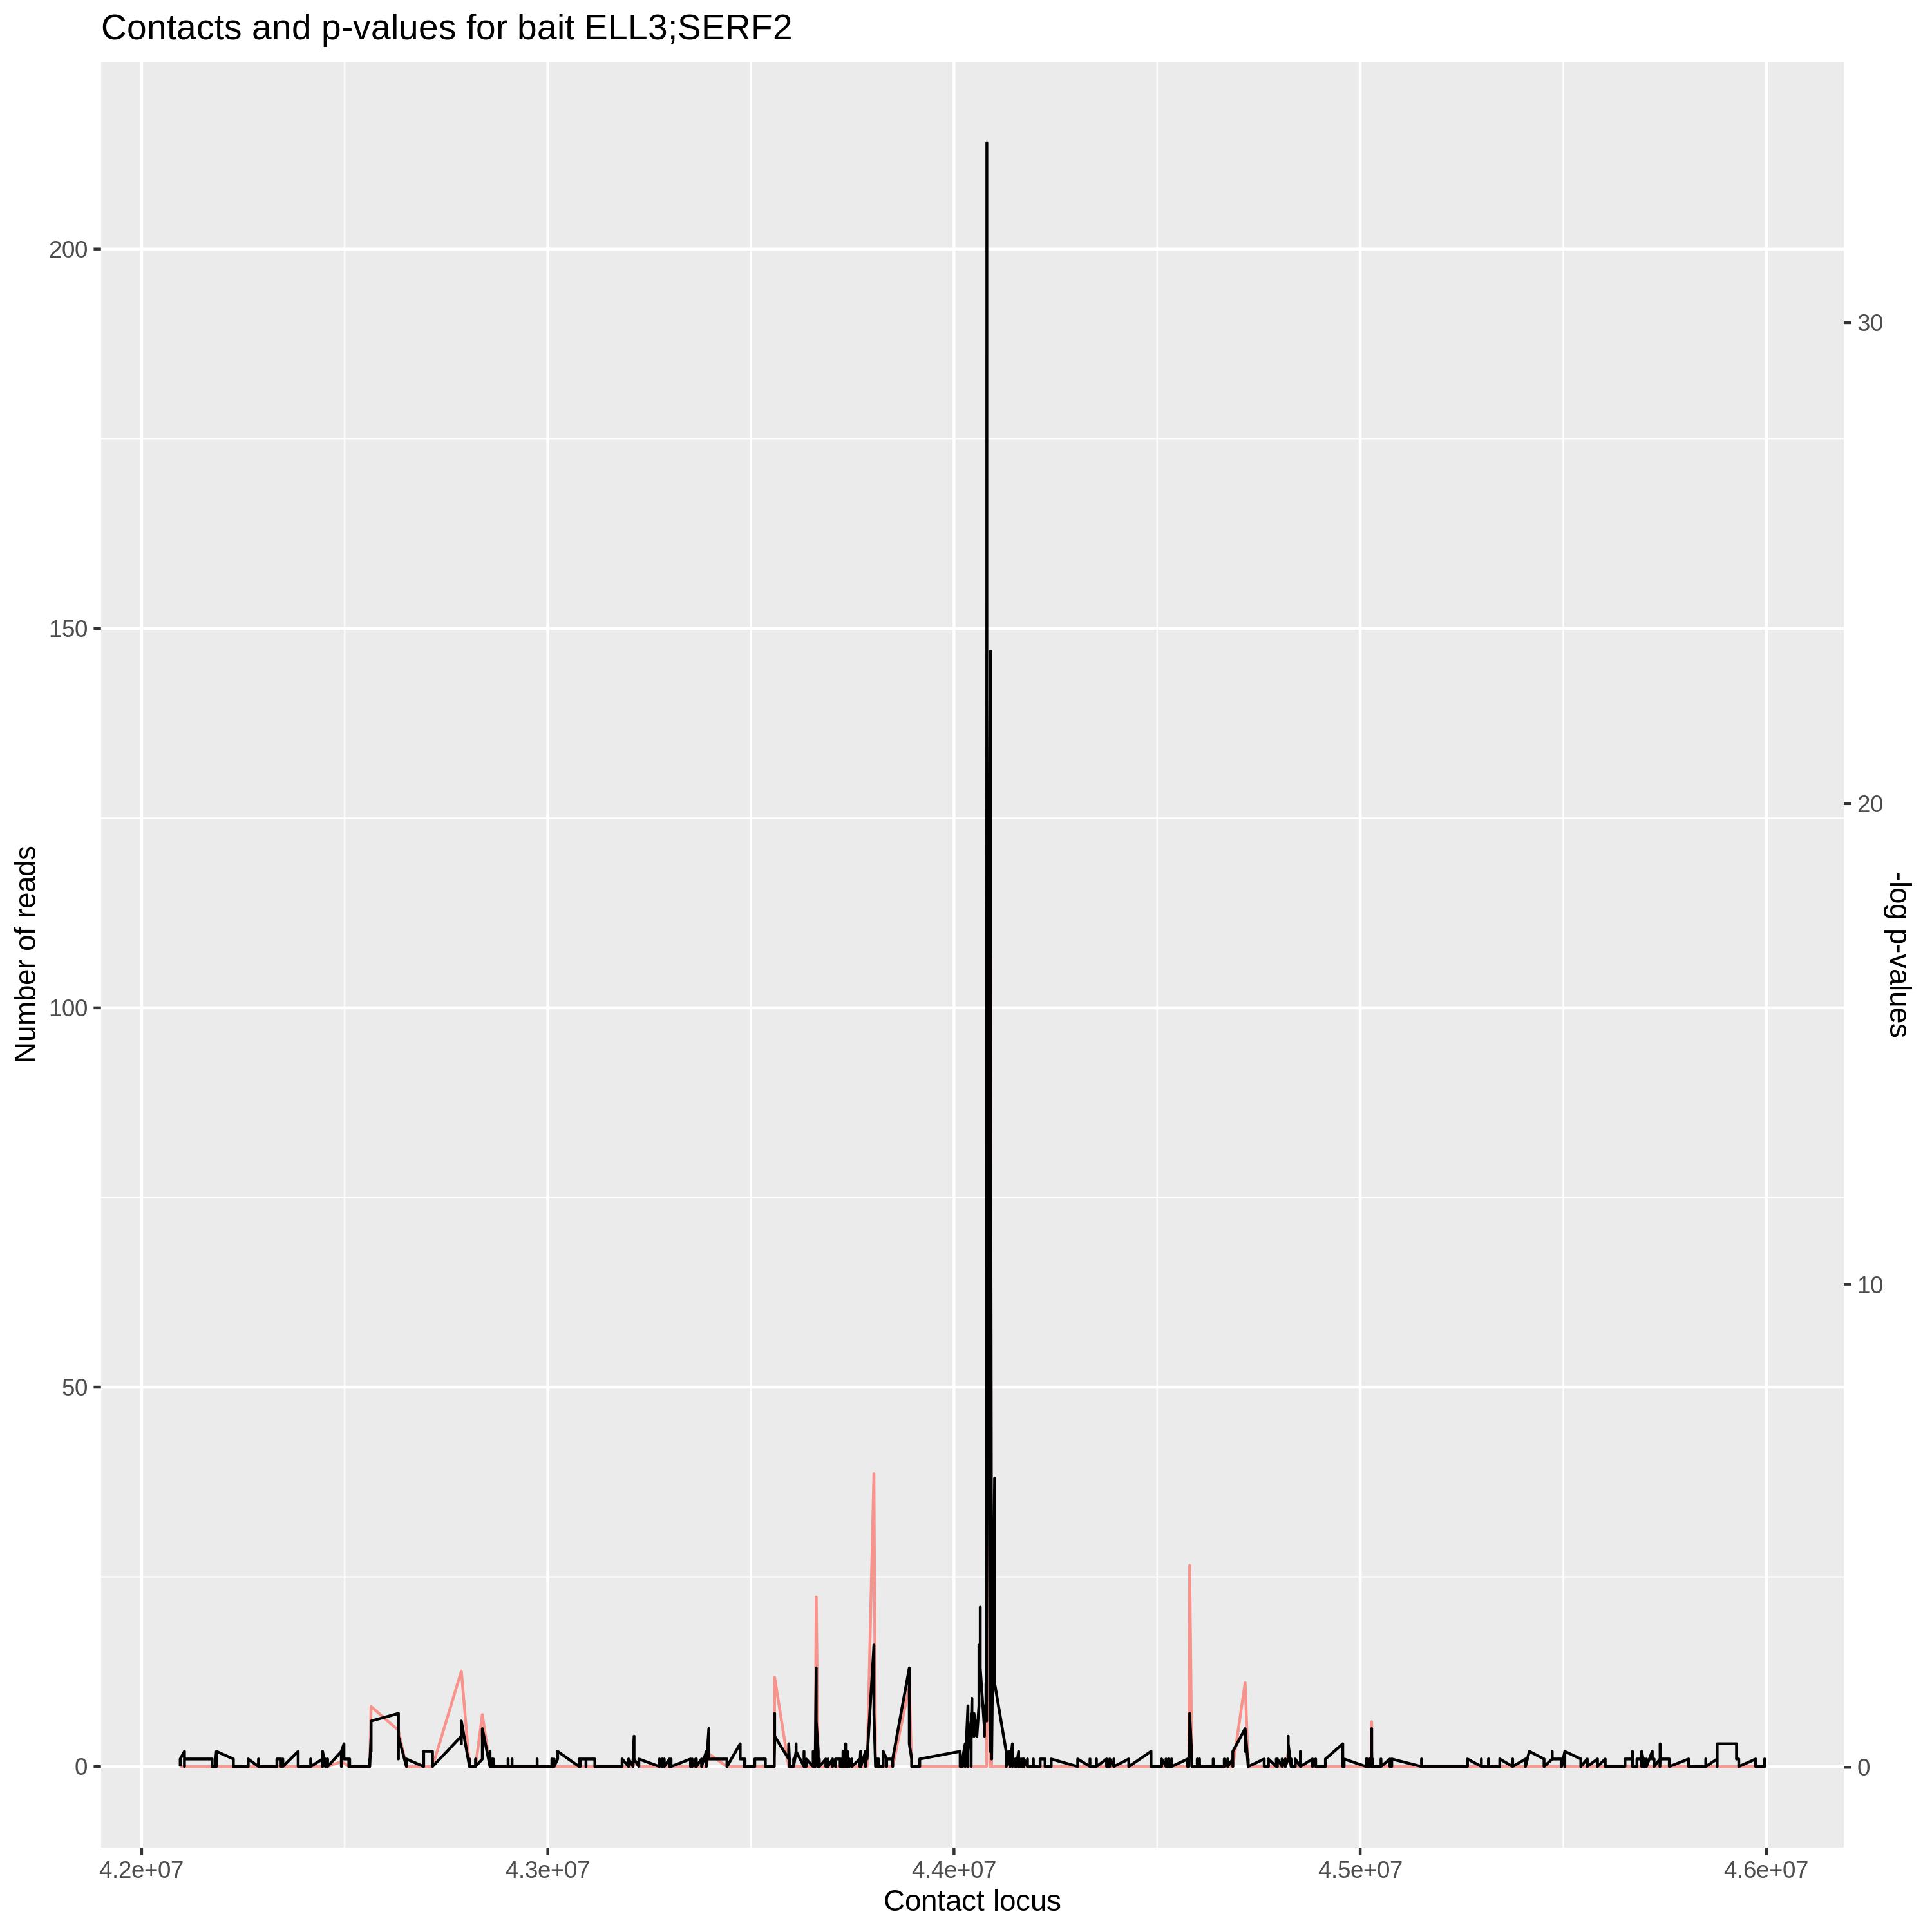 Contacts and p-values for bait ELL3;SERF2
200
150
100
50
0
30
20
10
0
Number of reads
-log p-values
4.2e+07
4.3e+07
4.4e+07
4.5e+07
4.6e+07
Contact locus